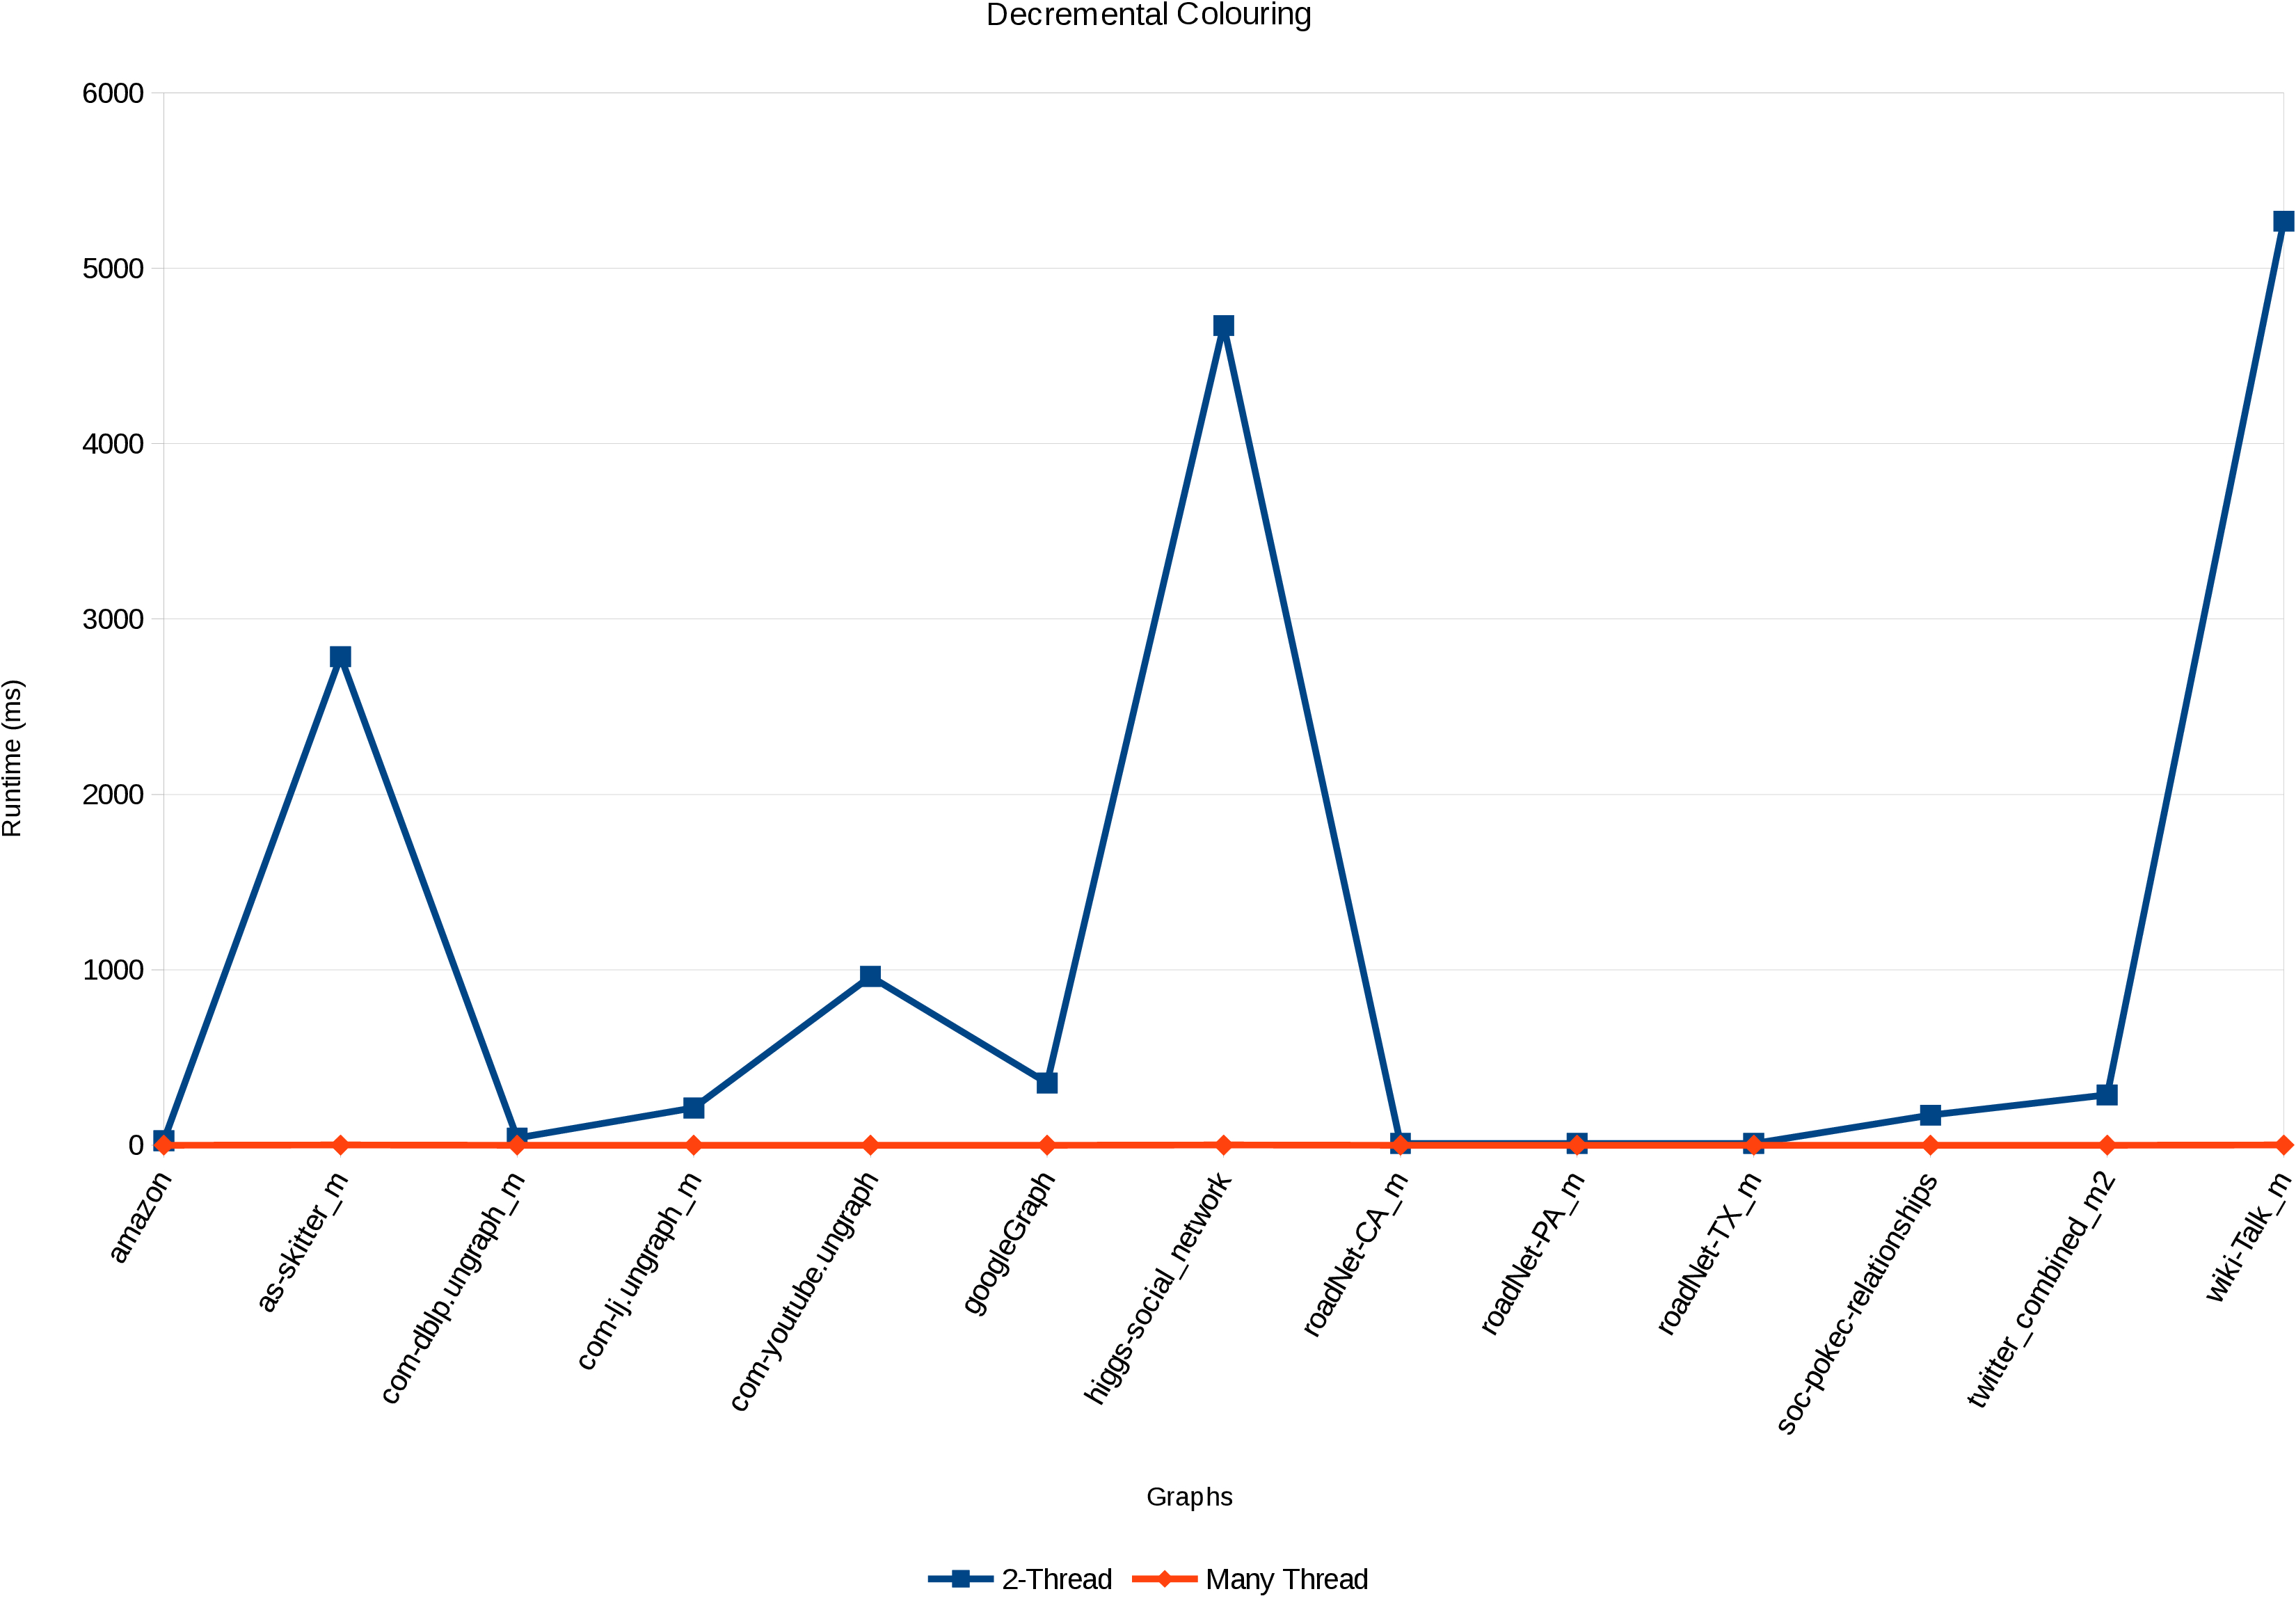 Decremental Colouring
6000
5000
4000
3000
2000
1000
0
Runtime (ms)
amazon
as-skitter_m
com-dblp.ungraph_m
com-lj.ungraph_m
com-youtube.ungraph
googleGraph
higgs-social_network
roadNet-CA_m
roadNet-PA_m
roadNet-TX_m
soc-pokec-relationships
twitter_combined_m2
wiki-Talk_m
Graphs
2-Thread Many Thread